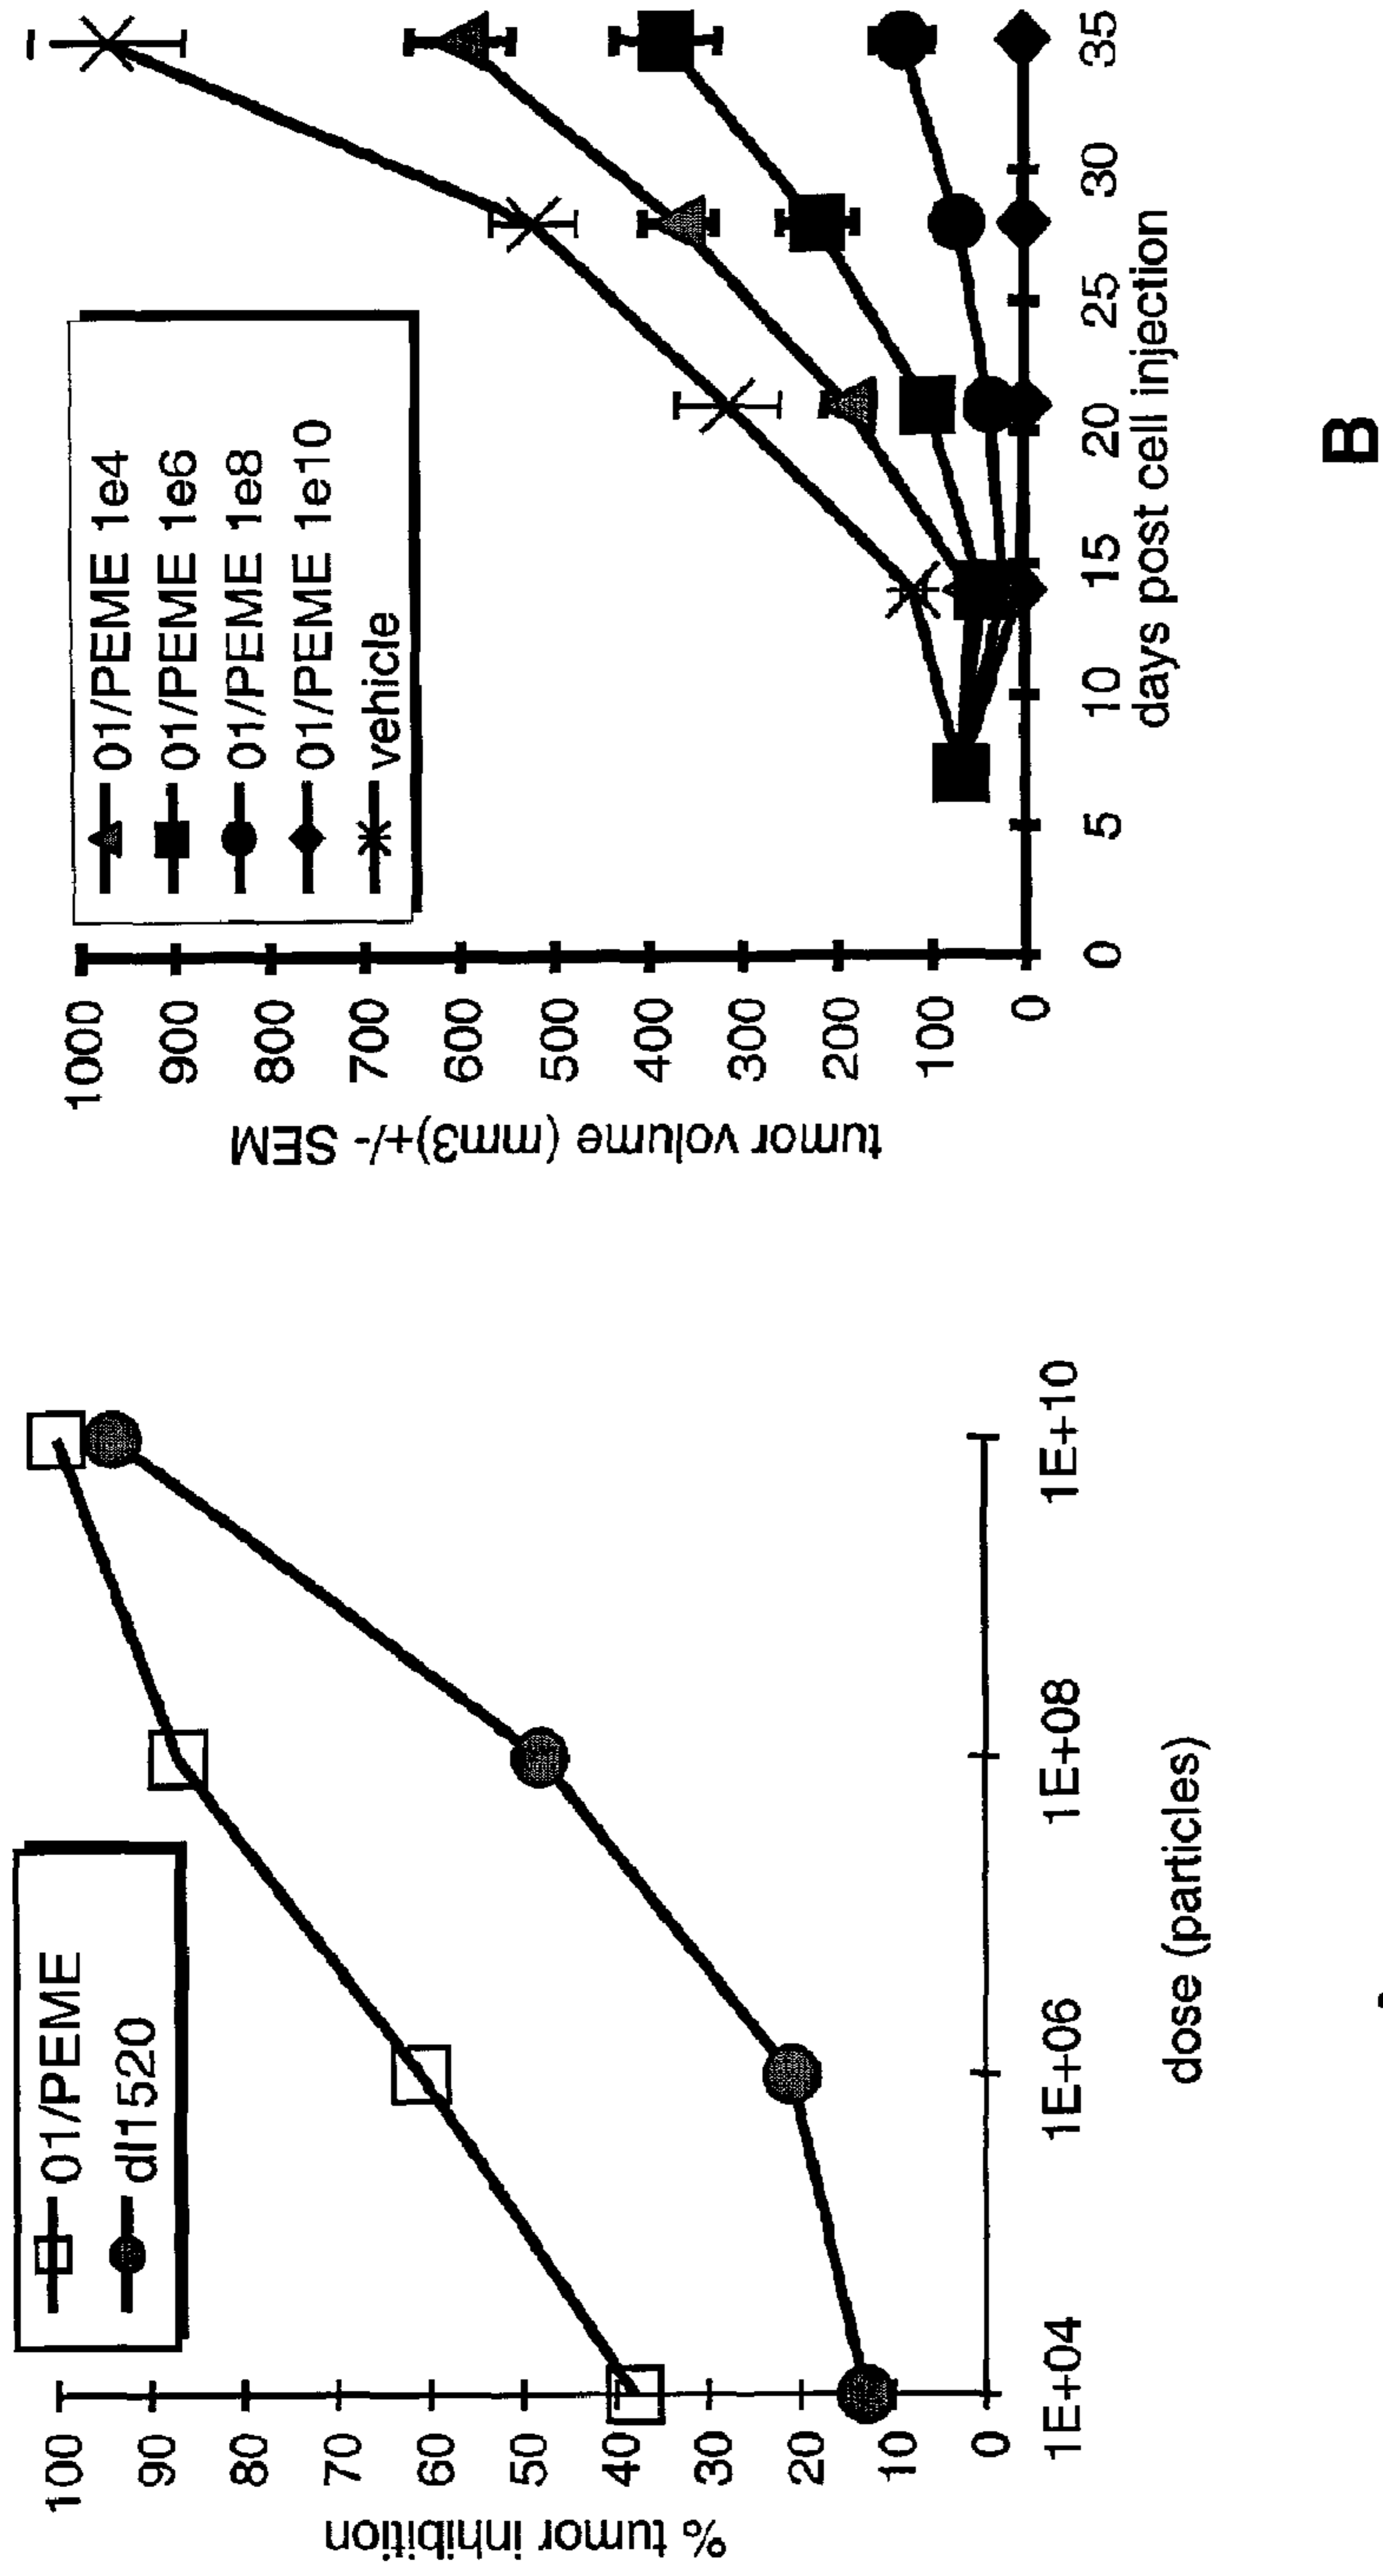 01/PEME
dl1520
100
90
80
70
60
50
40
30
20
10
0
% tumor inhibition
1E+04
1E+06
1E+08
1E+10
dose (particles)
01/PEME 1e4
01/PEME 1e6
01/PEME 1e8
01/PEME 1e10
vehicle
1000
900
800
700
600
500
400
300
200
100
0
tumor volume (mm3)+/- SEM
0
5
10
15
20
25
30
35
days post cell injection
B